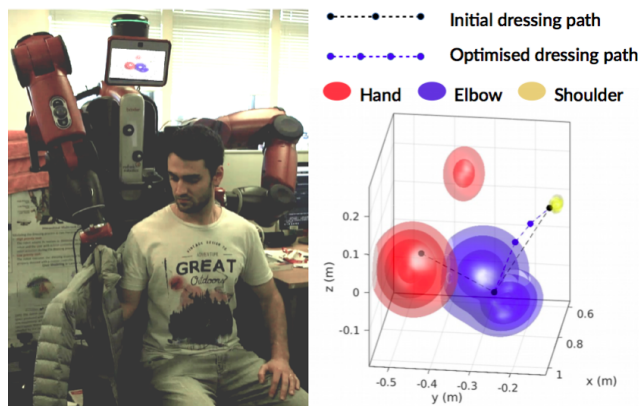 GREAT
Outdoors
Initial dressing path
Optimised dressing path
Hand Elbow Shoulder
0.2
0.1
0
-0.1
z (m)
-0.5 -0.4 -0.3 -0.2
y (m)
0.6
0.8
1
x (m)